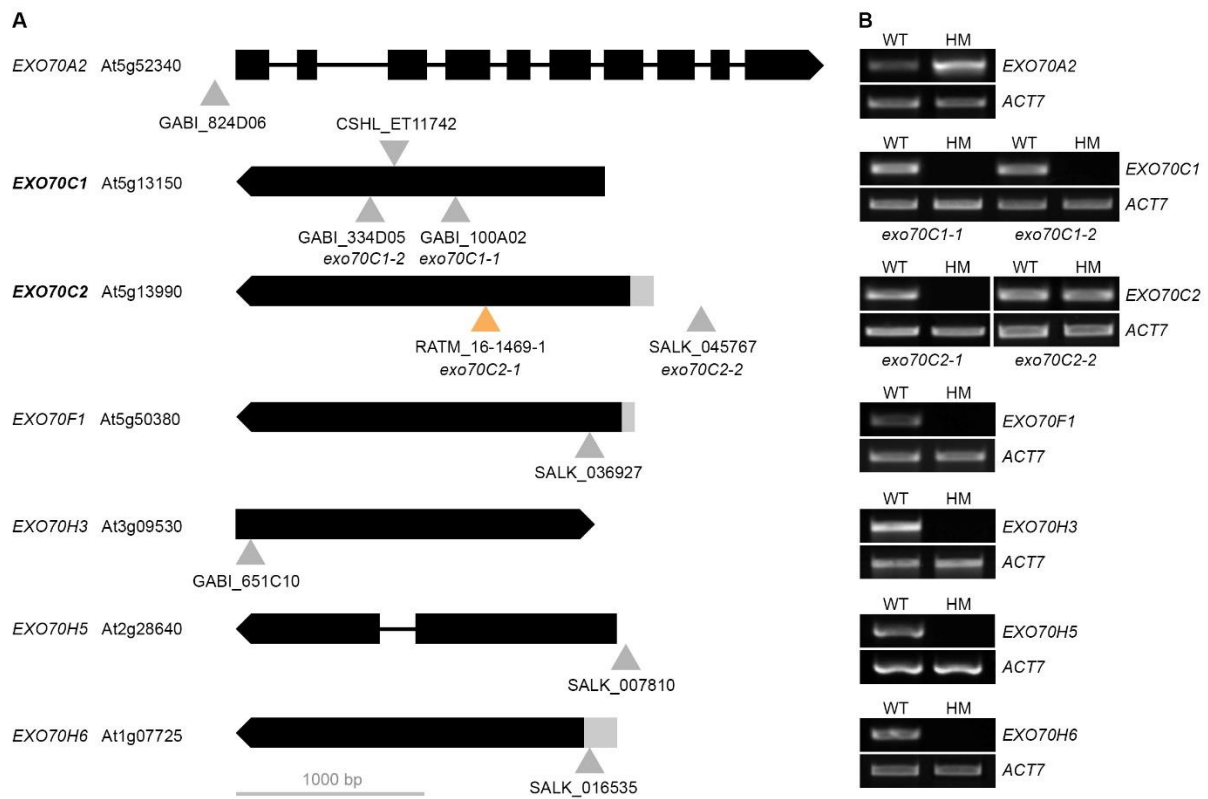 A
B
EXO70A2 At5g52340
GABI_824D06
CSHL_ET11742
WT HM
EXO70A2
ACT7
EXO70C1 At5g13150
GABI_334D05 GABI_100A02
exo70C1-2 exo70C1-1
WT HM WT HM
EXO70C1
ACT7
exo70C1-1 exo70C1-2
EXO70C2 At5g13990
RATM_16-1469-1 SALK_045767
exo70C2-1 exo70C2-2
WT HM WT HM
EXO70C2
ACT7
exo70C2-1 exo70C2-2
EXO70F1 At5g50380
SALK_036927
WT HM
EXO70F1
ACT7
EXO70H3 At3g09530
GABI_651C10
WT HM
EXO70H3
ACT7
EXO70H5 At2g28640
SALK_007810
WT HM
EXO70H5
ACT7
EXO70H6 At1g07725
SALK_016535
1000 bp
WT HM
EXO70H6
ACT7